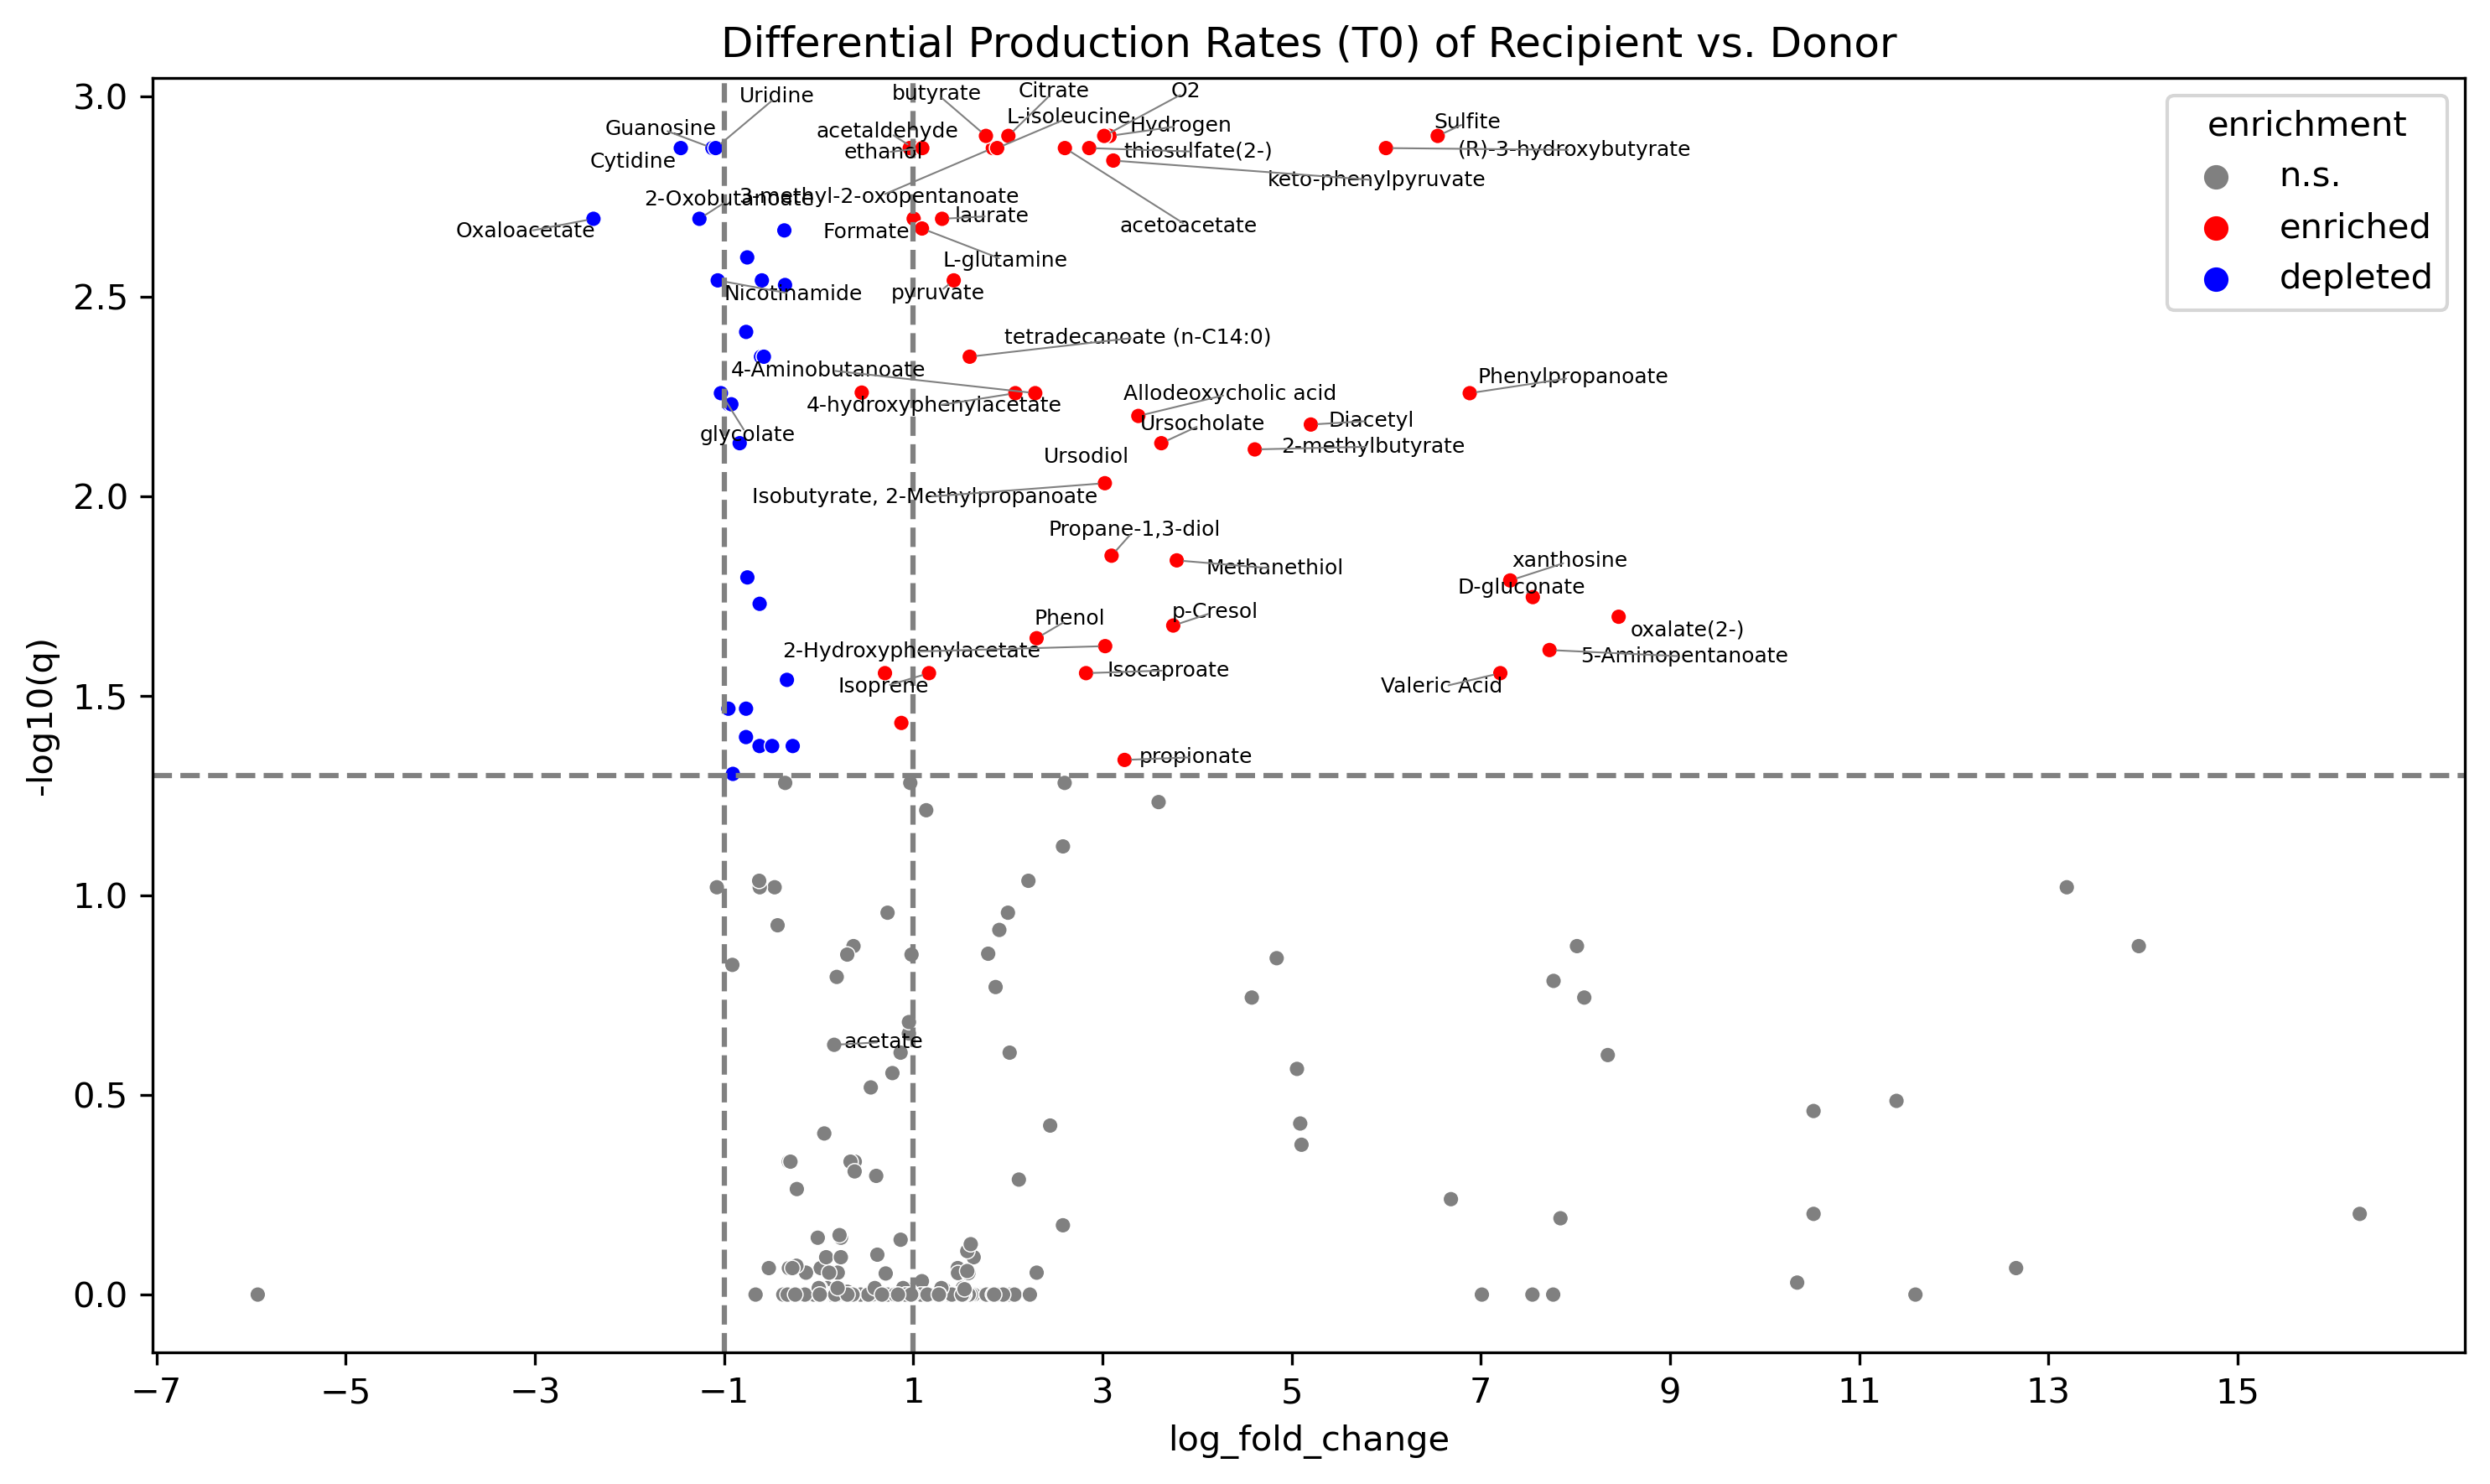 Differential Production Rates (T0) of Recipient vs. Donor
enrichment
n.s.
enriched
depleted
Uridine
butyrate
Citrate
O2
Guanosine
acetaldehyde
L-isoleucine
Hydrogen
Sulfite
Cytidine
ethanol
thiosulfate(2-)
(R)-3-hydroxybutyrate
keto-phenylpyruvate
2-Oxobutanoate
3-methyl-2-oxopentanoate
Oxaloacetate
Formate
laurate
acetoacetate
L-glutamine
Nicotinamide
pyruvate
tetradecanoate (n-C14:0)
4-Aminobutanoate
Phenylpropanoate
4-hydroxyphenylacetate
Allodeoxycholic acid
glycolate
Ursocholate
Diacetyl
2-methylbutyrate
Ursodiol
Isobutyrate, 2-Methylpropanoate
Propane-1,3-diol
Methanethiol
xanthosine
D-gluconate
Phenol
p-Cresol
oxalate(2-)
2-Hydroxyphenylacetate
5-Aminopentanoate
Isoprene
Isocaproate
Valeric Acid
propionate
acetate
3.0
2.5
2.0
1.5
1.0
0.5
0.0
-log10(q)
−7 −5 −3 −1 1 3 5 7 9 11 13 15
log_fold_change